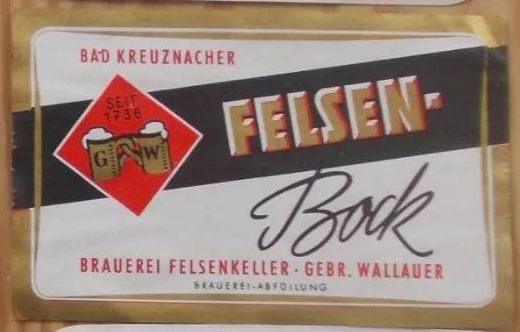 BAD KREUZNACHER
SEIT
1736
G W
FELSEN-
Bock
BRAUEREI FELSENKELLER · GEBR. WALLAUER
BRAUEREI-ABFÜLLUNG